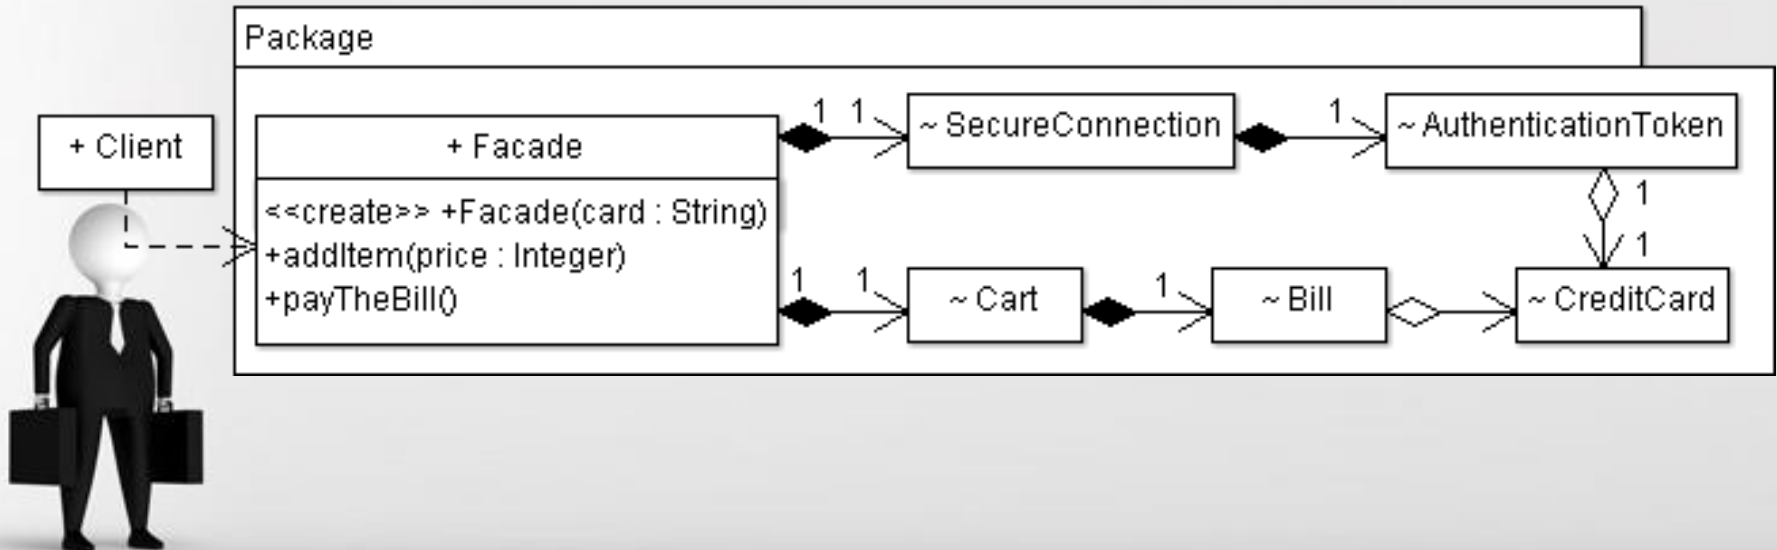 Package
+ Client
+ Facade
<<create>> +Facade(card : String)
+addItem(price : Integer)
+payTheBill()
1 1
~ SecureConnection
1
~ AuthenticationToken
1
1
1 1
~ Cart
1
~ Bill
~ CreditCard